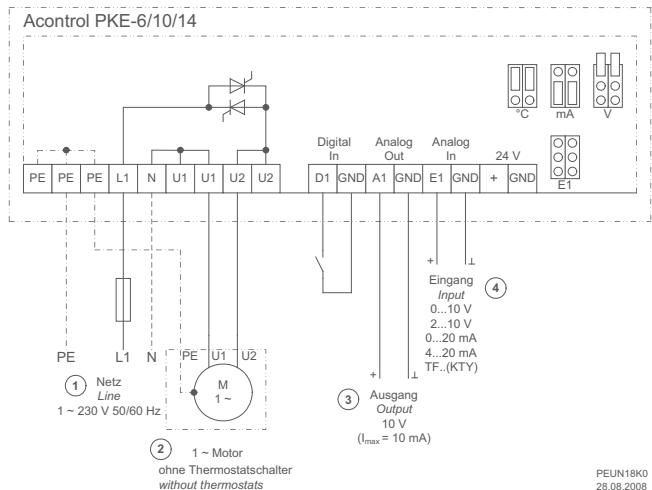 Acontrol PKE-6/10/14
°C mA V
Digital In
Analog Out
Analog In
24 V
E1
PE PE PE L1 N U1 U1 U2 U2
D1 GND A1 GND E1 GND + GND
+ ⊥
Eingang
Input
0...10 V
2...10 V
0...20 mA
4...20 mA
TF..(KTY)
4
PE L1 N
PE U1 U2
M
1 ~
1
Netz
Line
1 ~ 230 V 50/60 Hz
2
1 ~ Motor
ohne Thermostatschalter
without thermostats
+ ⊥
3
Ausgang
Output
10 V
(Imax = 10 mA)
PEUN18K0
28.08.2008